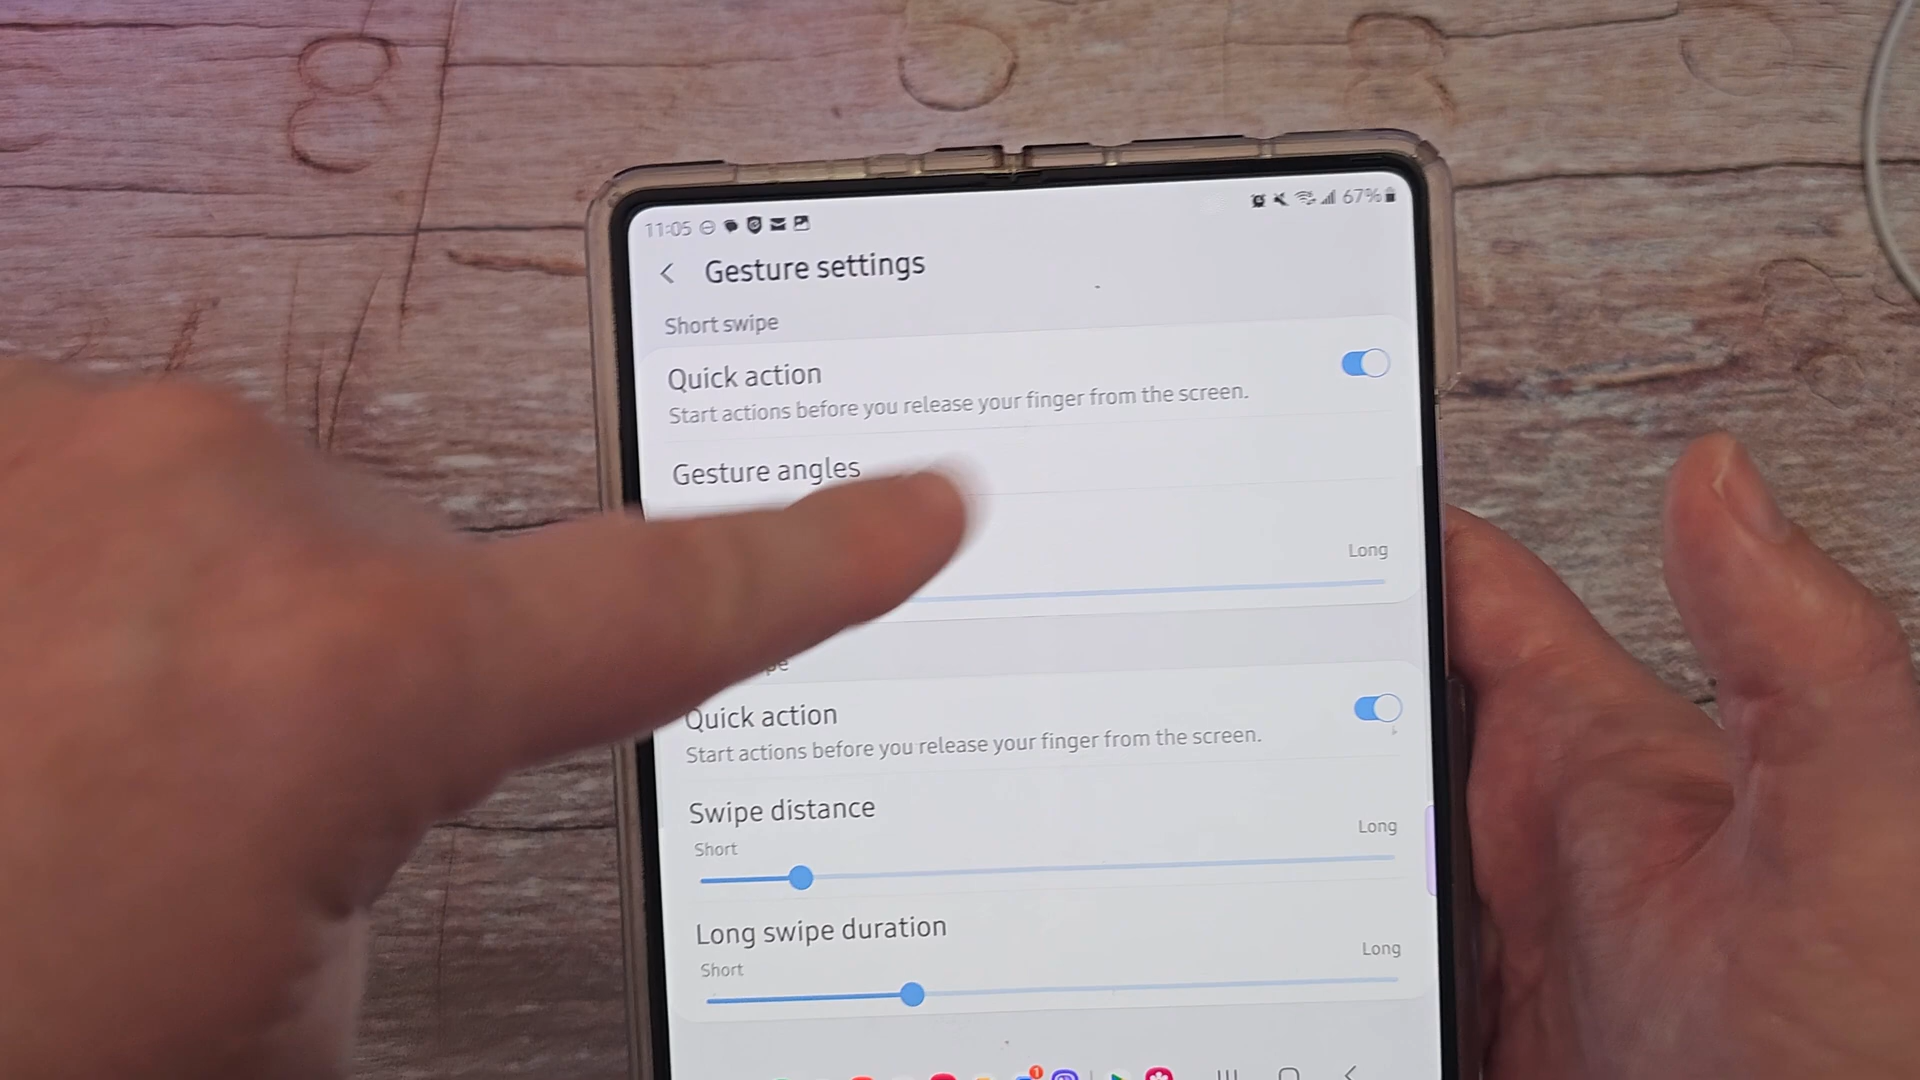 11:05
67%
Gesture settings
Short swipe
Quick action
Start actions before you release your finger from the screen.
Gesture angles
Long
Quick action
Start actions before you release your finger from the screen.
Swipe distance
Short
Long
Long swipe duration
Short
Long
1